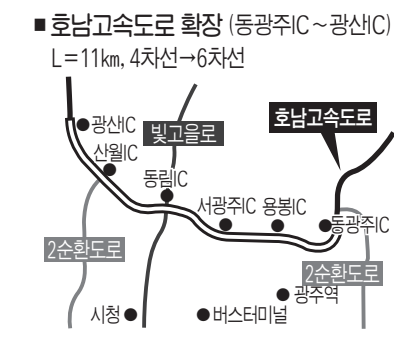 ■ 호남고속도로 확장 (동광주IC~광산IC)
L=11㎞, 4차선→6차선
호남고속도로
광산IC
빛고을로
산월IC
동림IC
서광주IC
용봉IC
동광주IC
2순환도로
2순환도로
광주역
시청
버스터미널